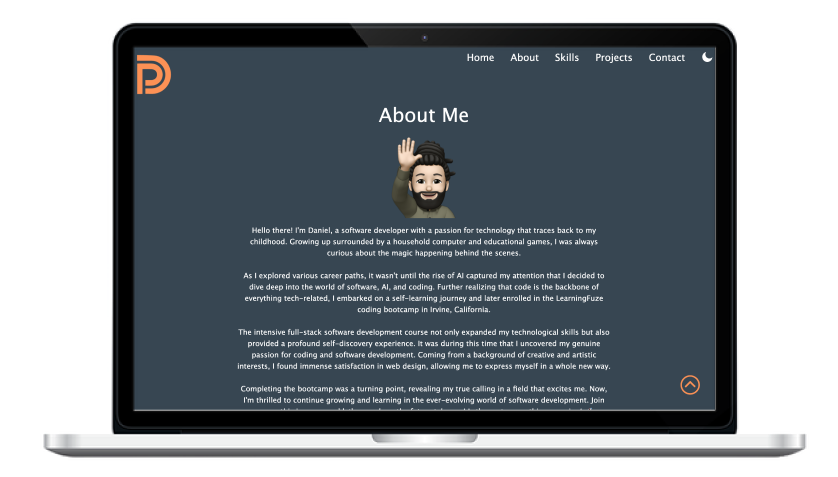 Home About Skills Projects Contact
About Me
Hello there! I'm Daniel, a software developer with a passion for technology that traces back to my
childhood. Growing up surrounded by a household computer and educational games, I was always
curious about the magic happening behind the scenes.
As I explored various career paths, it wasn't until the rise of AI captured my attention that I decided to
dive deep into the world of software, AI, and coding. Further realizing that code is the backbone of
everything tech-related, I embarked on a self-learning journey and later enrolled in the LearningFuze
coding bootcamp in Irvine, California.
The intensive full-stack software development course not only expanded my technological skills but also
provided a profound self-discovery experience. It was during this time that I uncovered my genuine
passion for coding and software development. Coming from a background of creative and artistic
interests, I found immense satisfaction in web design, allowing me to express myself in a whole new way.
Completing the bootcamp was a turning point, revealing my true calling in a field that excites me. Now,
I'm thrilled to continue growing and learning in the ever-evolving world of software development. Join